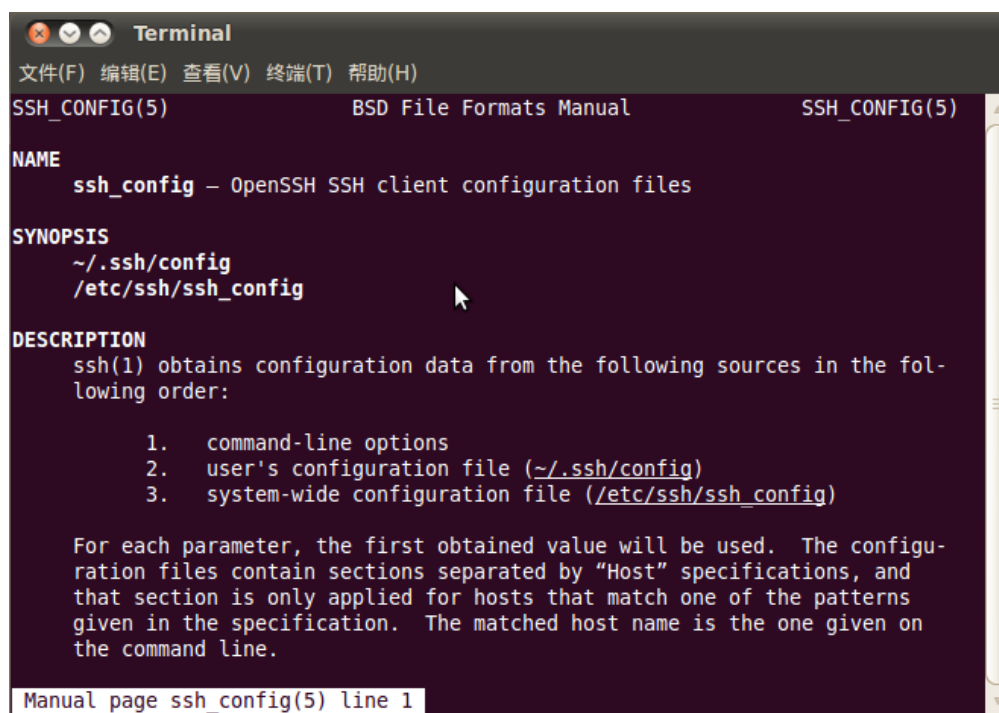 Terminal
文件(F) 编辑(E) 查看(V) 终端(T) 帮助(H)
SSH_CONFIG(5) BSD File Formats Manual SSH_CONFIG(5)
NAME
ssh_config — OpenSSH SSH client configuration files
SYNOPSIS
~/.ssh/config
/etc/ssh/ssh_config
DESCRIPTION
ssh(1) obtains configuration data from the following sources in the fol-
lowing order:
1. command-line options
2. user's configuration file (~/.ssh/config)
3. system-wide configuration file (/etc/ssh/ssh_config)
For each parameter, the first obtained value will be used. The configu-
ration files contain sections separated by “Host” specifications, and
that section is only applied for hosts that match one of the patterns
given in the specification. The matched host name is the one given on
the command line.
Manual page ssh_config(5) line 1